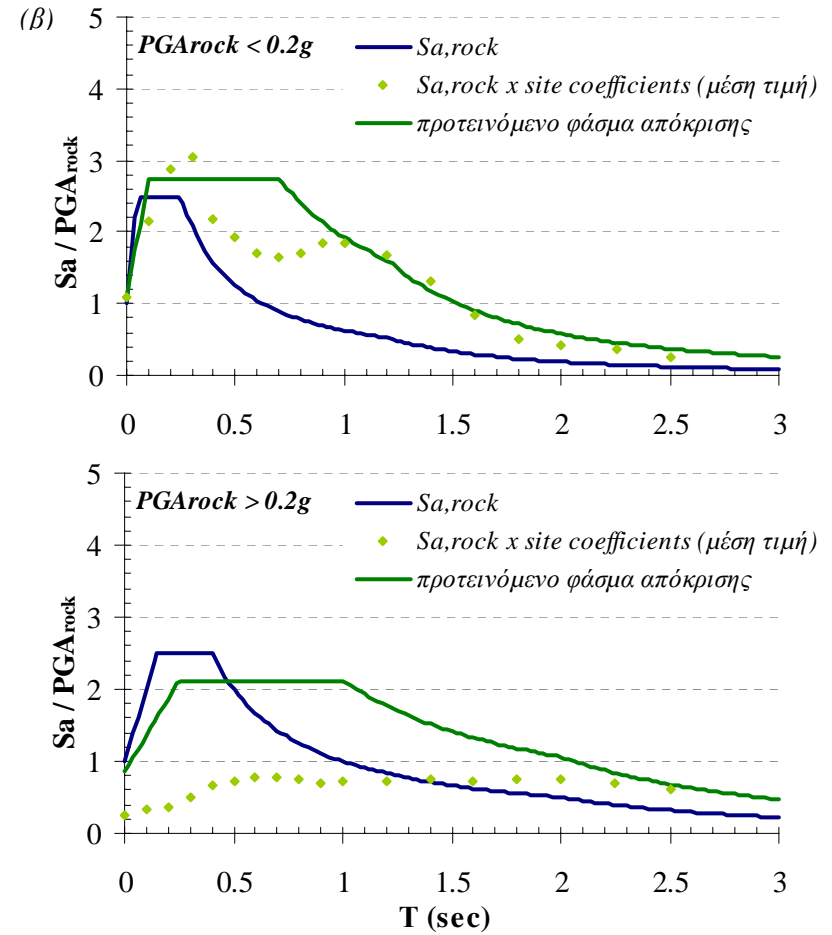 (β)
5
PGArock < 0.2g
Sa,rock
Sa,rock x site coefficients (μέση τιμή)
προτεινόμενο φάσμα απόκρισης
4
3
2
1
0
Sa / PGArock
0 0.5 1 1.5 2 2.5 3
5
PGArock > 0.2g
Sa,rock
Sa,rock x site coefficients (μέση τιμή)
προτεινόμενο φάσμα απόκρισης
4
3
2
1
0
Sa / PGArock
0 0.5 1 1.5 2 2.5 3
T (sec)